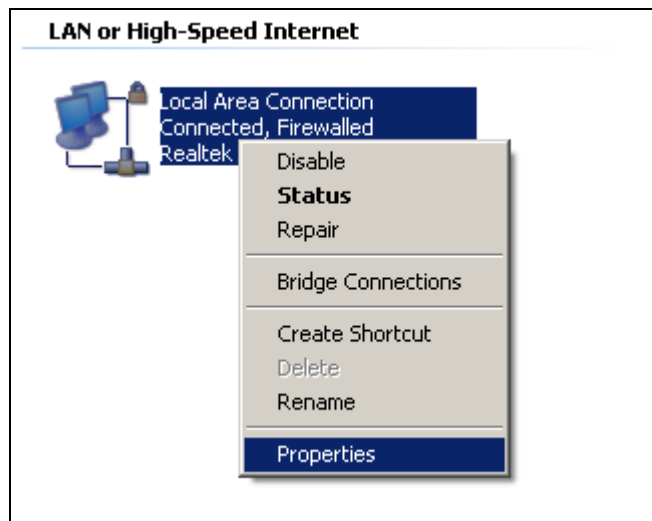 LAN or High-Speed Internet
Local Area Connection
Connected, Firewalled
Realtek
Disable
Status
Repair
Bridge Connections
Create Shortcut
Delete
Rename
Properties